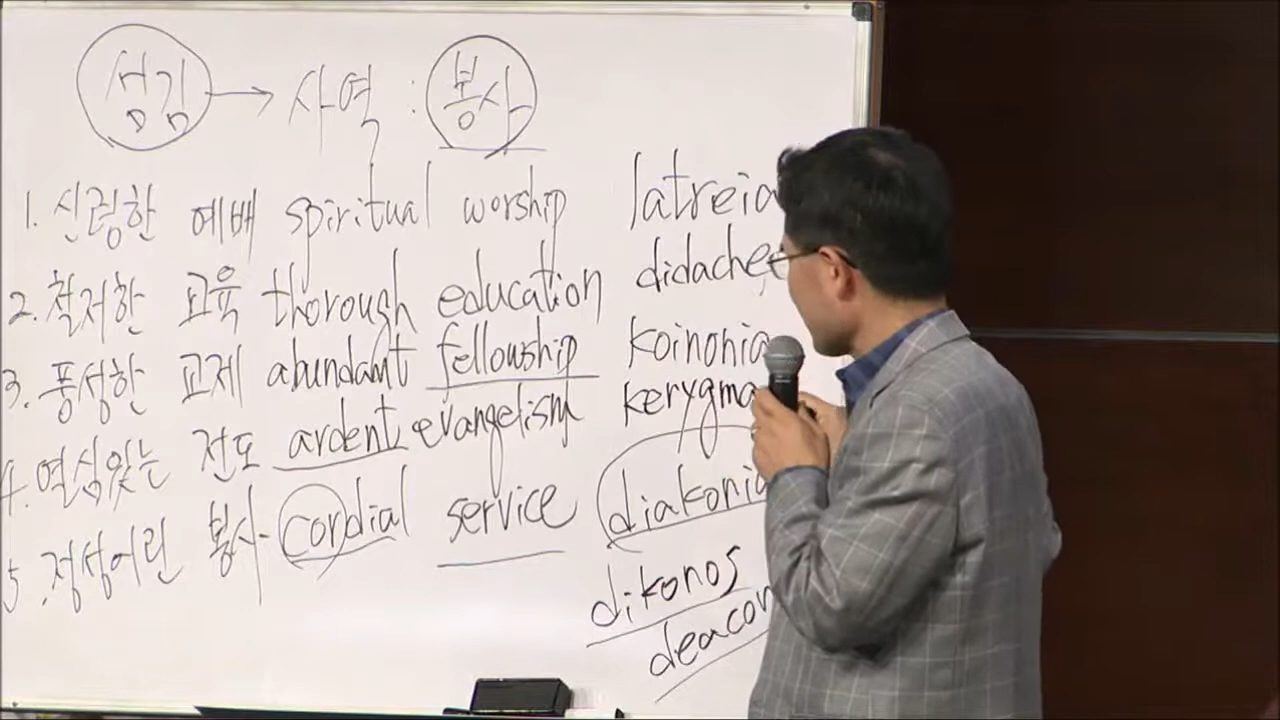 섬김 → 사역 : 봉사
1. 신령한 예배 spiritual worship latreia
2. 철저한 교육 thorough education didache
3. 풍성한 교제 abundant fellowship koinonia
4. 열심있는 전도 ardent evangelism kerygma
5. 정성어린 봉사 cordial service diakonia
dikonos
deacon